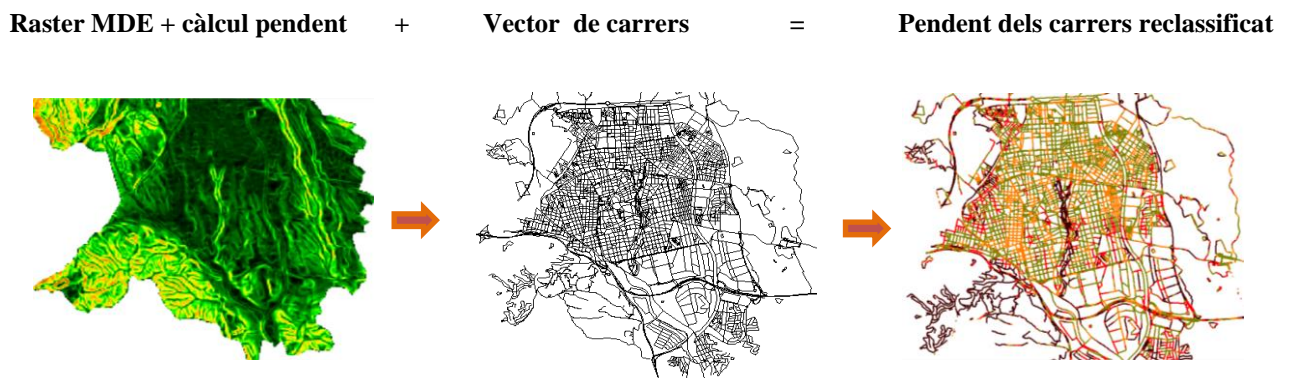 Raster MDE + càlcul pendent + Vector de carrers = Pendent dels carrers reclassificat